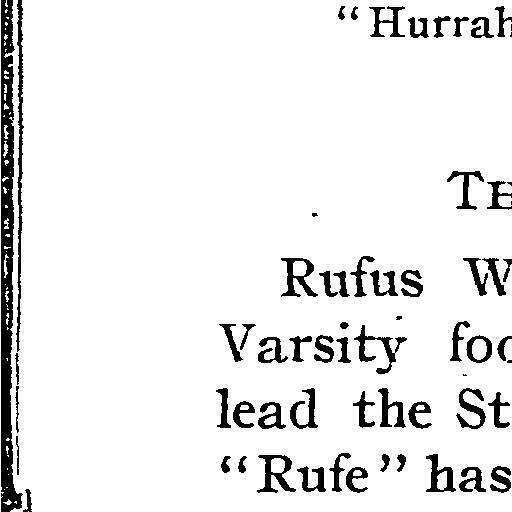 “Hurrah
TH
Rufus W
Varsity foo
lead the St
“Rufe” has